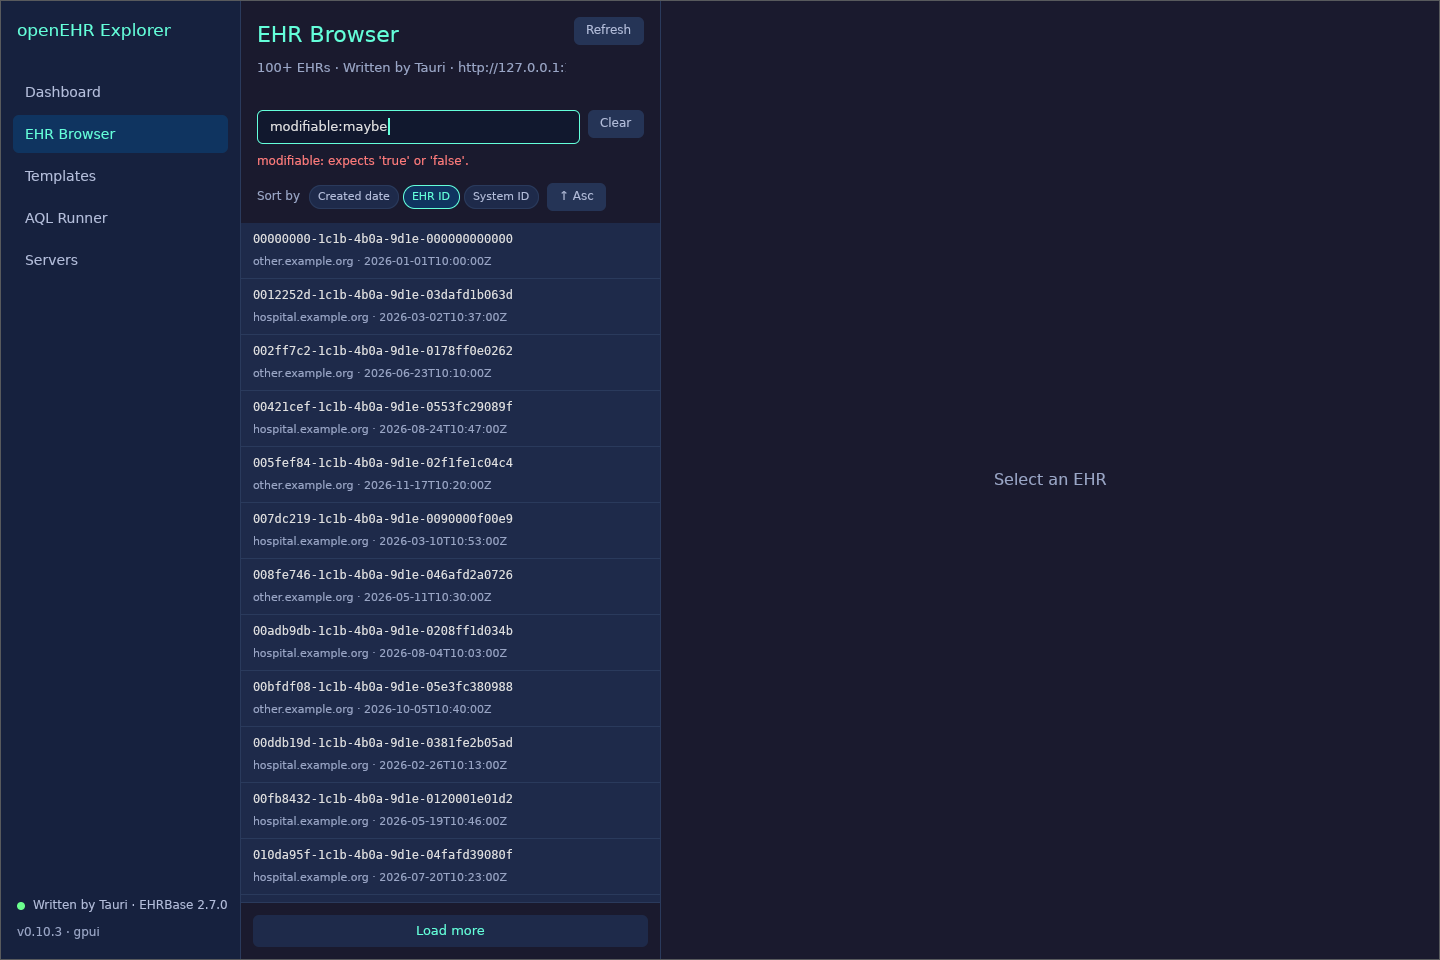 openEHR Explorer
Dashboard
EHR Browser
Templates
AQL Runner
Servers
Written by Tauri · EHRBase 2.7.0
v0.10.3 · gpui
EHR Browser
Refresh
100+ EHRs · Written by Tauri · http://127.0.0.1:
modifiable:maybe
Clear
modifiable: expects 'true' or 'false'.
Sort by Created date EHR ID System ID ↑ Asc
00000000-1c1b-4b0a-9d1e-000000000000
other.example.org · 2026-01-01T10:00:00Z
0012252d-1c1b-4b0a-9d1e-03dafd1b063d
hospital.example.org · 2026-03-02T10:37:00Z
002ff7c2-1c1b-4b0a-9d1e-0178ff0e0262
other.example.org · 2026-06-23T10:10:00Z
00421cef-1c1b-4b0a-9d1e-0553fc29089f
hospital.example.org · 2026-08-24T10:47:00Z
005fef84-1c1b-4b0a-9d1e-02f1fe1c04c4
other.example.org · 2026-11-17T10:20:00Z
007dc219-1c1b-4b0a-9d1e-0090000f00e9
hospital.example.org · 2026-03-10T10:53:00Z
008fe746-1c1b-4b0a-9d1e-046afd2a0726
other.example.org · 2026-05-11T10:30:00Z
00adb9db-1c1b-4b0a-9d1e-0208ff1d034b
hospital.example.org · 2026-08-04T10:03:00Z
00bfdf08-1c1b-4b0a-9d1e-05e3fc380988
other.example.org · 2026-10-05T10:40:00Z
00ddb19d-1c1b-4b0a-9d1e-0381fe2b05ad
hospital.example.org · 2026-02-26T10:13:00Z
00fb8432-1c1b-4b0a-9d1e-0120001e01d2
hospital.example.org · 2026-05-19T10:46:00Z
010da95f-1c1b-4b0a-9d1e-04fafd39080f
hospital.example.org · 2026-07-20T10:23:00Z
Load more
Select an EHR